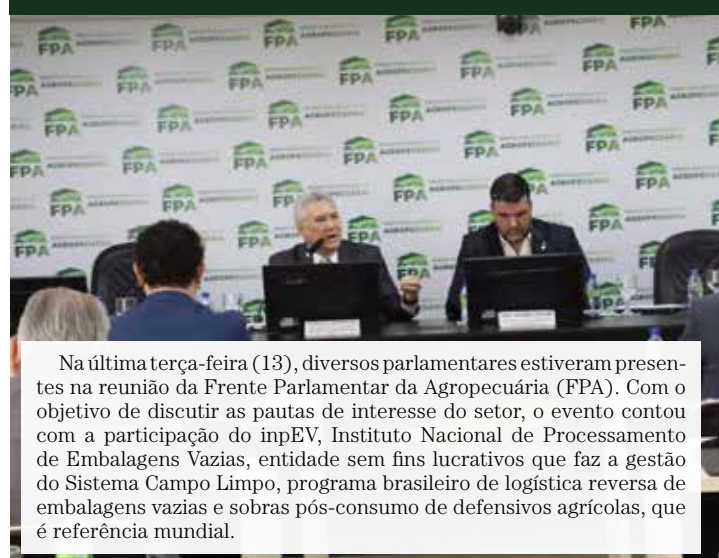 FPA
AGROPECUÁRIA
Na última terça-feira (13), diversos parlamentares estiveram presen-
tes na reunião da Frente Parlamentar da Agropecuária (FPA). Com o
objetivo de discutir as pautas de interesse do setor, o evento contou
com a participação do inpEV, Instituto Nacional de Processamento
de Embalagens Vazias, entidade sem fins lucrativos que faz a gestão
do Sistema Campo Limpo, programa brasileiro de logística reversa de
embalagens vazias e sobras pós-consumo de defensivos agrícolas, que
é referência mundial.